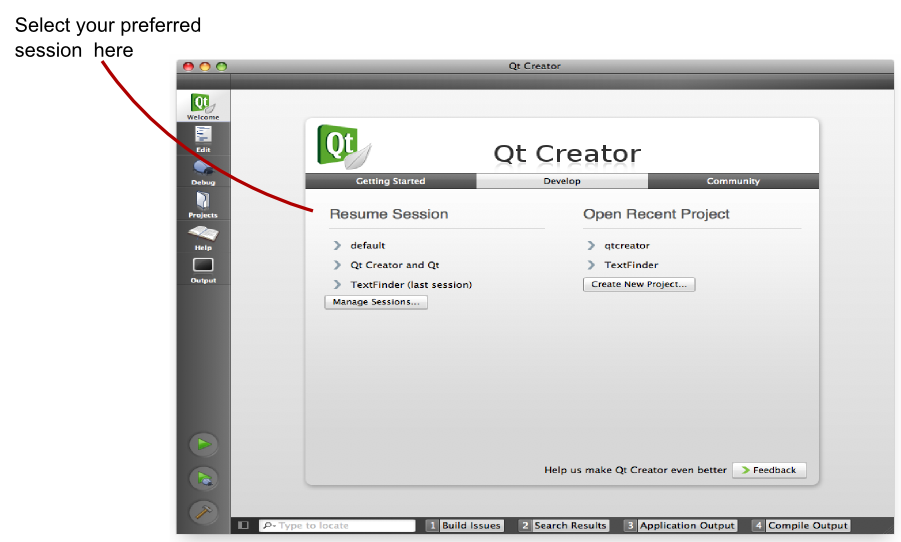 Select your preferred
session here
Qt Creator
Qt
Welcome
Edit
Debug
Projects
Help
Output
Qt
Qt Creator
Getting Started
Develop
Community
Resume Session
Open Recent Project
default
qtcreator
Qt Creator and Qt
TextFinder
TextFinder (last session)
Create New Project...
Manage Sessions...
Help us make Qt Creator even better
Feedback
Type to locate
1 Build Issues
2 Search Results
3 Application Output
4 Compile Output